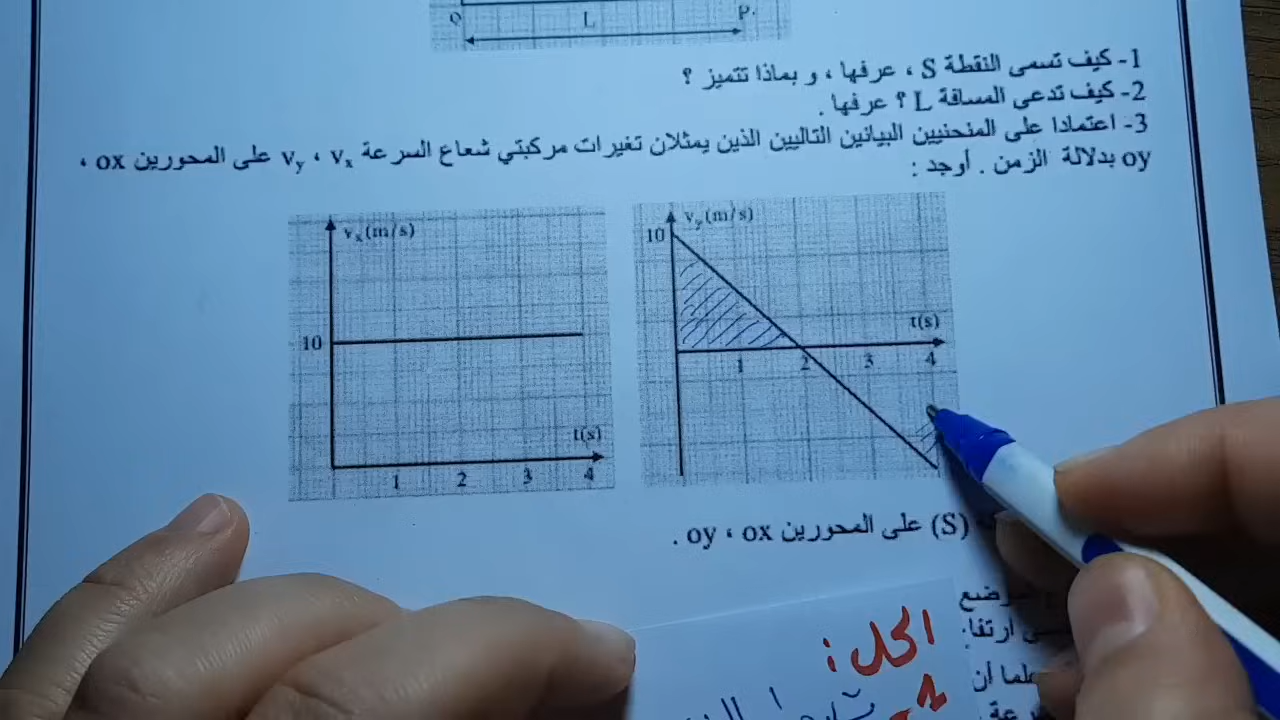 Q L P
1- كيف تسمى النقطة S ، عرفها ، و بماذا تتميز ؟
2- كيف تدعى المسافة L ؟ عرفها .
3- اعتمادا على المنحنيين البيانين التاليين الذين يمثلان تغيرات مركبتي شعاع السرعة vx ، vy على المحورين ox ،
oy بدلالة الزمن . أوجد :
vx(m/s)
10
t(s)
1 2 3 4
vy(m/s)
10
t(s)
1 2 3 4
(S) على المحورين oy ، ox .
الحل :